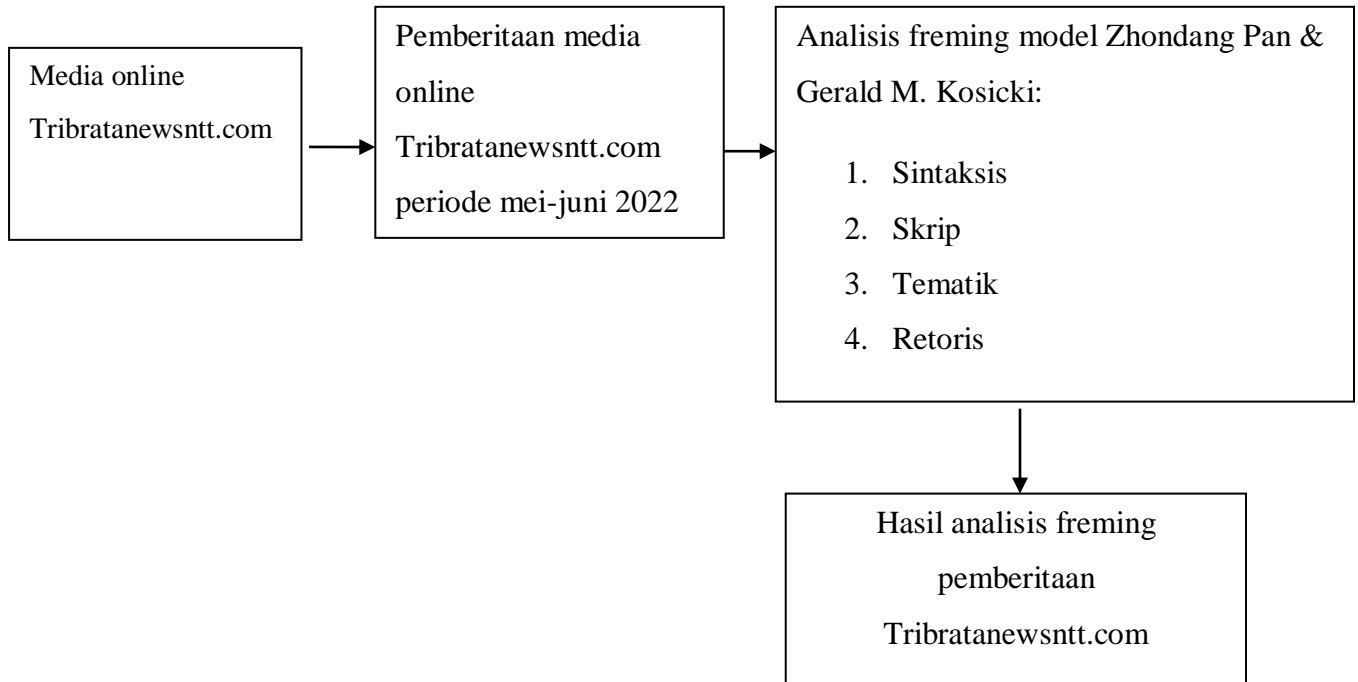 Media online
Tribratanewsntt.com
Pemberitaan media
online
Tribratanewsntt.com
periode mei-juni 2022
Analisis freming model Zhondang Pan &
Gerald M. Kosicki:
1. Sintaksis
2. Skrip
3. Tematik
4. Retoris
Hasil analisis freming
pemberitaan
Tribratanewsntt.com